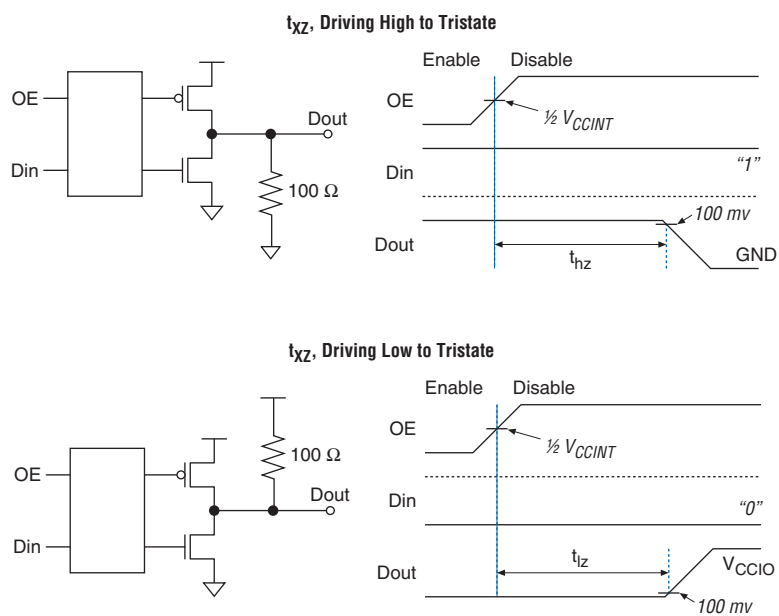 tXZ, Driving High to Tristate
Enable Disable
OE
Din
Dout
100 Ω
OE
½ VCCINT
Din
“1”
Dout
100 mv
GND
thz
tXZ, Driving Low to Tristate
Enable Disable
OE
Din
100 Ω
Dout
OE
½ VCCINT
Din
“0”
Dout
tlz
VCCIO
100 mv